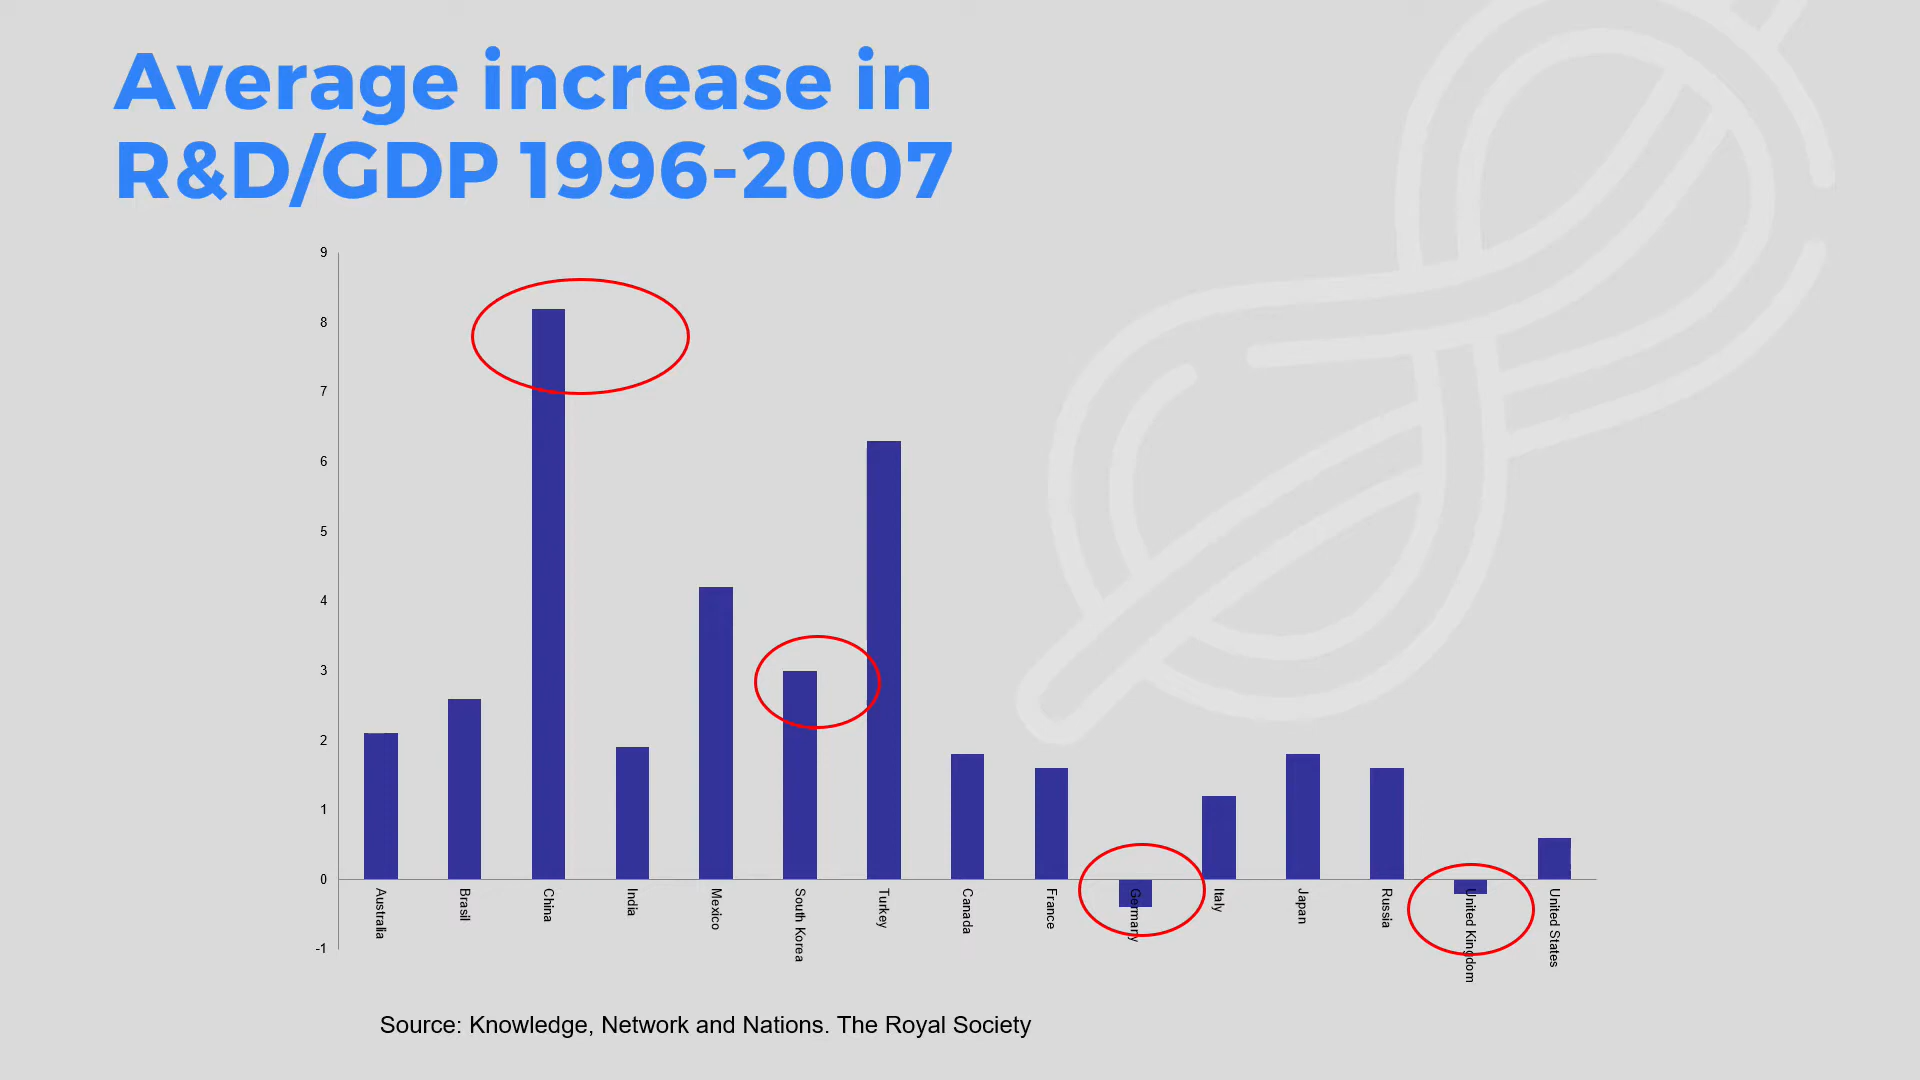 Average increase in
R&D/GDP 1996-2007
9
8
7
6
5
4
3
2
1
0
-1
Australia
Brasil
China
India
Mexico
South Korea
Turkey
Canada
France
Germany
Italy
Japan
Russia
United Kingdom
United States
Source: Knowledge, Network and Nations. The Royal Society